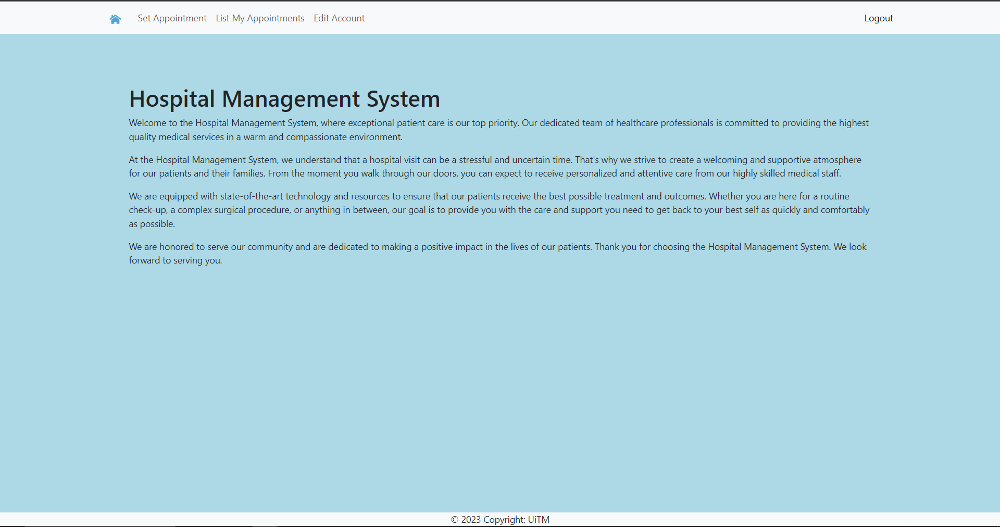 Set Appointment List My Appointments Edit Account Logout
Hospital Management System
Welcome to the Hospital Management System, where exceptional patient care is our top priority. Our dedicated team of healthcare professionals is committed to providing the highest
quality medical services in a warm and compassionate environment.
At the Hospital Management System, we understand that a hospital visit can be a stressful and uncertain time. That's why we strive to create a welcoming and supportive atmosphere
for our patients and their families. From the moment you walk through our doors, you can expect to receive personalized and attentive care from our highly skilled medical staff.
We are equipped with state-of-the-art technology and resources to ensure that our patients receive the best possible treatment and outcomes. Whether you are here for a routine
check-up, a complex surgical procedure, or anything in between, our goal is to provide you with the care and support you need to get back to your best self as quickly and comfortably
as possible.
We are honored to serve our community and are dedicated to making a positive impact in the lives of our patients. Thank you for choosing the Hospital Management System. We look
forward to serving you.
© 2023 Copyright: UiTM